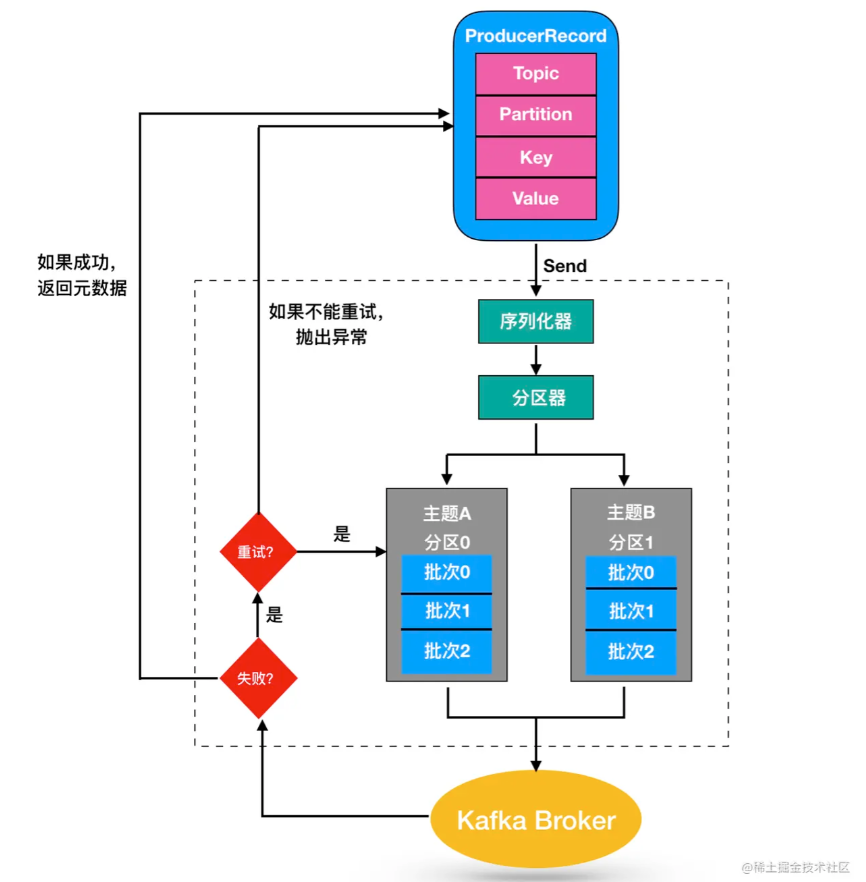 ProducerRecord
Topic
Partition
Key
Value
Send
如果成功，
返回元数据
如果不能重试，
抛出异常
序列化器
分区器
主题A
分区0
批次0
批次1
批次2
主题B
分区1
批次0
批次1
批次2
重试?
是
是
失败?
Kafka Broker
@稀土掘金技术社区